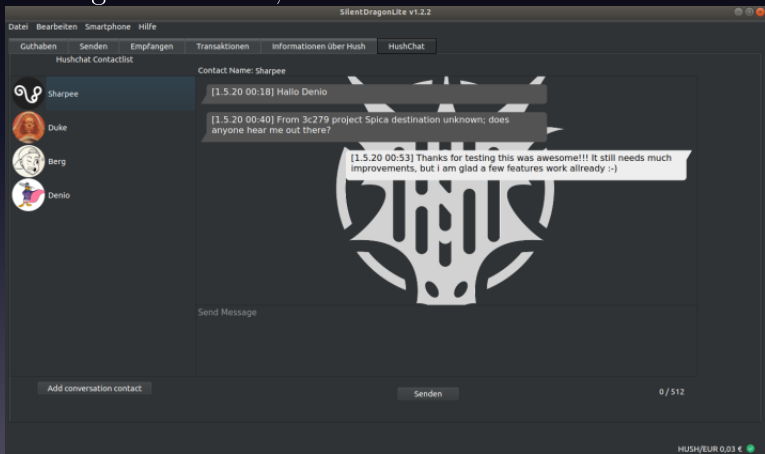 SilentDragonLite v1.2.2
Datei Bearbeiten Smartphone Hilfe
Guthaben Senden Empfangen Transaktionen Informationen über Hush HushChat
Hushchat Contactlist
Contact Name: Sharpee
Sharpee
Duke
Berg
Denio
[1.5.20 00:18] Hallo Denio
[1.5.20 00:40] From 3c279 project Spica destination unknown; does
anyone hear me out there?
[1.5.20 00:53] Thanks for testing this was awesome!!! It still needs much
improvements, but i am glad a few features work allready :-)
Send Message
Add conversation contact
Senden
0 / 512
HUSH/EUR 0,03 €